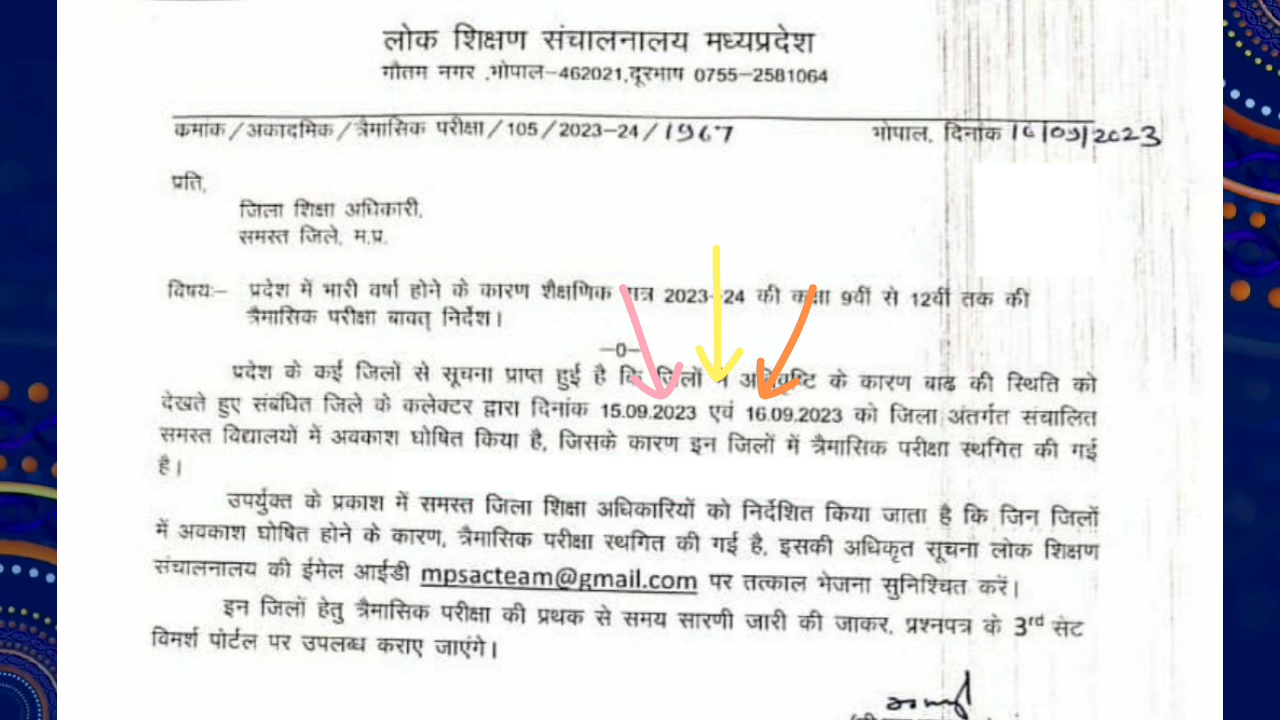 लोक शिक्षण संचालनालय मध्यप्रदेश
गौतम नगर ,भोपाल–462021,दूरभाष 0755–2581064
कमांक / अकादमिक / त्रैमासिक परीक्षा / 105 / 2023–24 / 1967
भोपाल, दिनांक 16/09/2023
प्रति,
जिला शिक्षा अधिकारी,
समस्त जिले, म.प्र.
विषयः– प्रदेश में भारी वर्षा होने के कारण शैक्षणिक सत्र 2023–24 की कक्षा 9वीं से 12वीं तक की
त्रैमासिक परीक्षा बावत् निर्देश।
–0–
प्रदेश के कई जिलों से सूचना प्राप्त हुई है कि जिलों में अतिवृष्टि के कारण बाढ की स्थिति को
देखते हुए संबंधित जिले के कलेक्टर द्वारा दिनांक 15.09.2023 एवं 16.09.2023 को जिला अंतर्गत संचालित
समस्त विद्यालयों में अवकाश घोषित किया है, जिसके कारण इन जिलों में त्रैमासिक परीक्षा स्थगित की गई
है।
उपर्युक्त के प्रकाश में समस्त जिला शिक्षा अधिकारियों को निर्देशित किया जाता है कि जिन जिलों
में अवकाश घोषित होने के कारण, त्रैमासिक परीक्षा स्थगित की गई है, इसकी अधिकृत सूचना लोक शिक्षण
संचालनालय की ईमेल आईडी mpsacteam@gmail.com पर तत्काल भेजना सुनिश्चित करें।
इन जिलों हेतु त्रैमासिक परीक्षा की प्रथक से समय सारणी जारी की जाकर, प्रश्नपत्र के 3rd सेट
विमर्श पोर्टल पर उपलब्ध कराए जाएंगे।